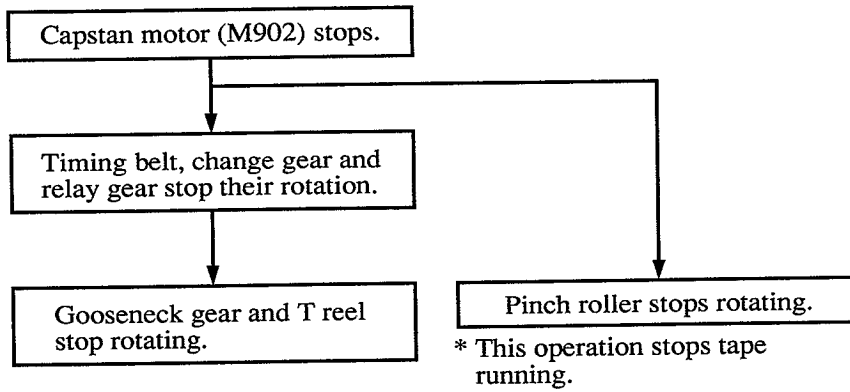 Capstan motor (M902) stops.
Timing belt, change gear and
relay gear stop their rotation.
Gooseneck gear and T reel
stop rotating.
Pinch roller stops rotating.
* This operation stops tape
running.